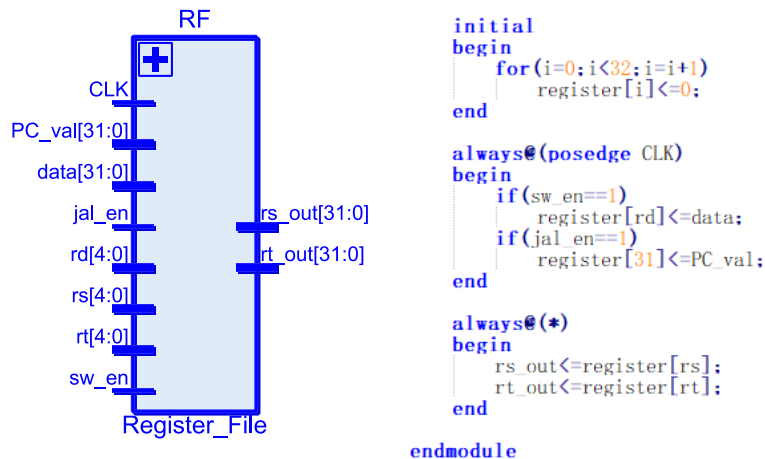 RF
CLK
PC_val[31:0]
data[31:0]
jal_en
rd[4:0]
rs[4:0]
rt[4:0]
sw_en
rs_out[31:0]
rt_out[31:0]
Register_File
initial
begin
for(i=0;i<32;i=i+1)
register[i]<=0;
end
always@(posedge CLK)
begin
if(sw_en==1)
register[rd]<=data;
if(jal_en==1)
register[31]<=PC_val;
end
always@(*)
begin
rs_out<=register[rs];
rt_out<=register[rt];
end
endmodule